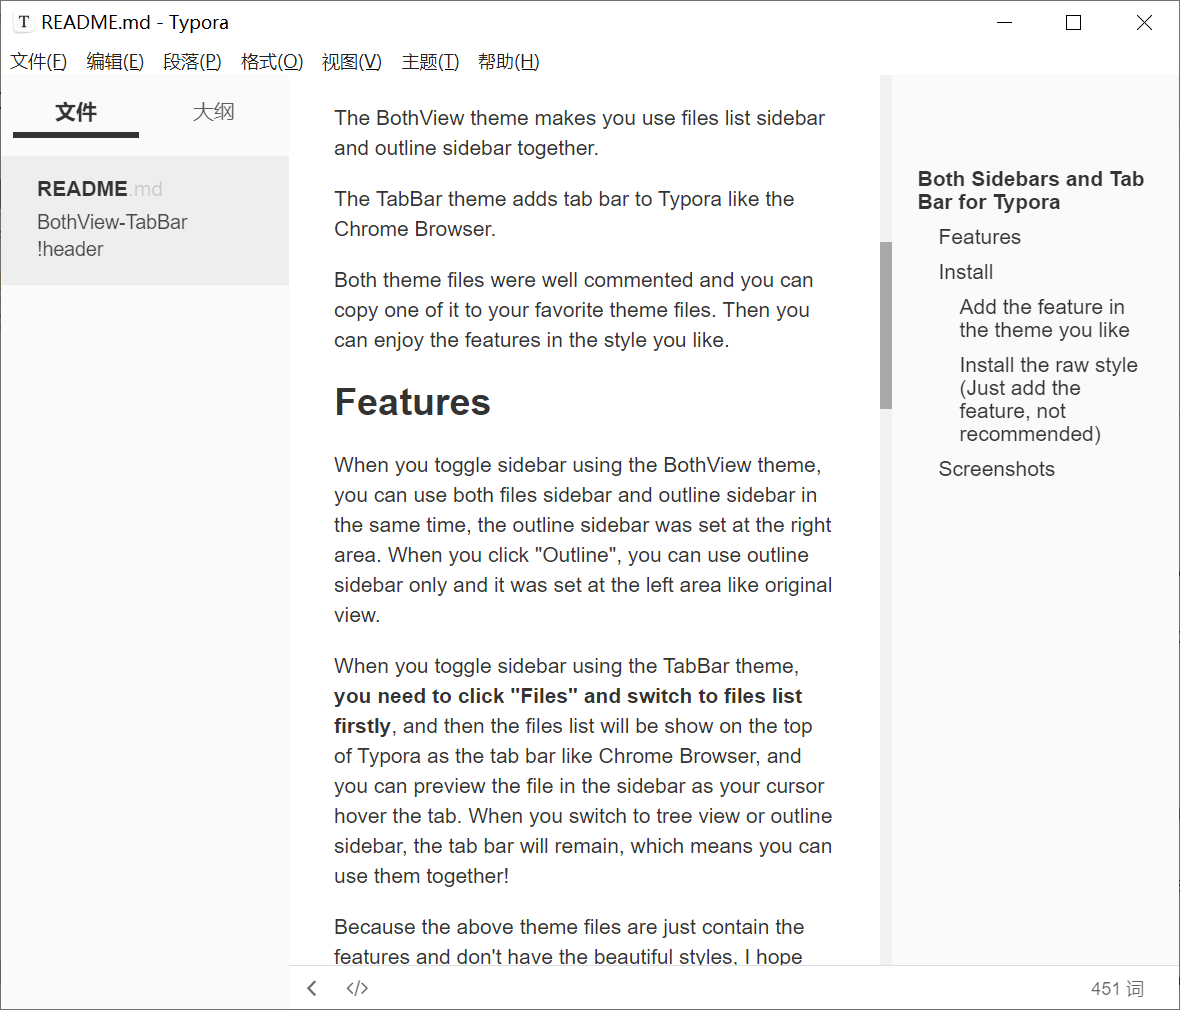 T README.md - Typora
文件(F) 编辑(E) 段落(P) 格式(O) 视图(V) 主题(T) 帮助(H)
文件 大纲
README.md
BothView-TabBar
!header
The BothView theme makes you use files list sidebar
and outline sidebar together.
The TabBar theme adds tab bar to Typora like the
Chrome Browser.
Both theme files were well commented and you can
copy one of it to your favorite theme files. Then you
can enjoy the features in the style you like.
Features
When you toggle sidebar using the BothView theme,
you can use both files sidebar and outline sidebar in
the same time, the outline sidebar was set at the right
area. When you click "Outline", you can use outline
sidebar only and it was set at the left area like original
view.
When you toggle sidebar using the TabBar theme,
you need to click "Files" and switch to files list
firstly, and then the files list will be show on the top
of Typora as the tab bar like Chrome Browser, and
you can preview the file in the sidebar as your cursor
hover the tab. When you switch to tree view or outline
sidebar, the tab bar will remain, which means you can
use them together!
Because the above theme files are just contain the
features and don't have the beautiful styles, I hope
Both Sidebars and Tab
Bar for Typora
Features
Install
Add the feature in
the theme you like
Install the raw style
(Just add the
feature, not
recommended)
Screenshots
</> 451 词